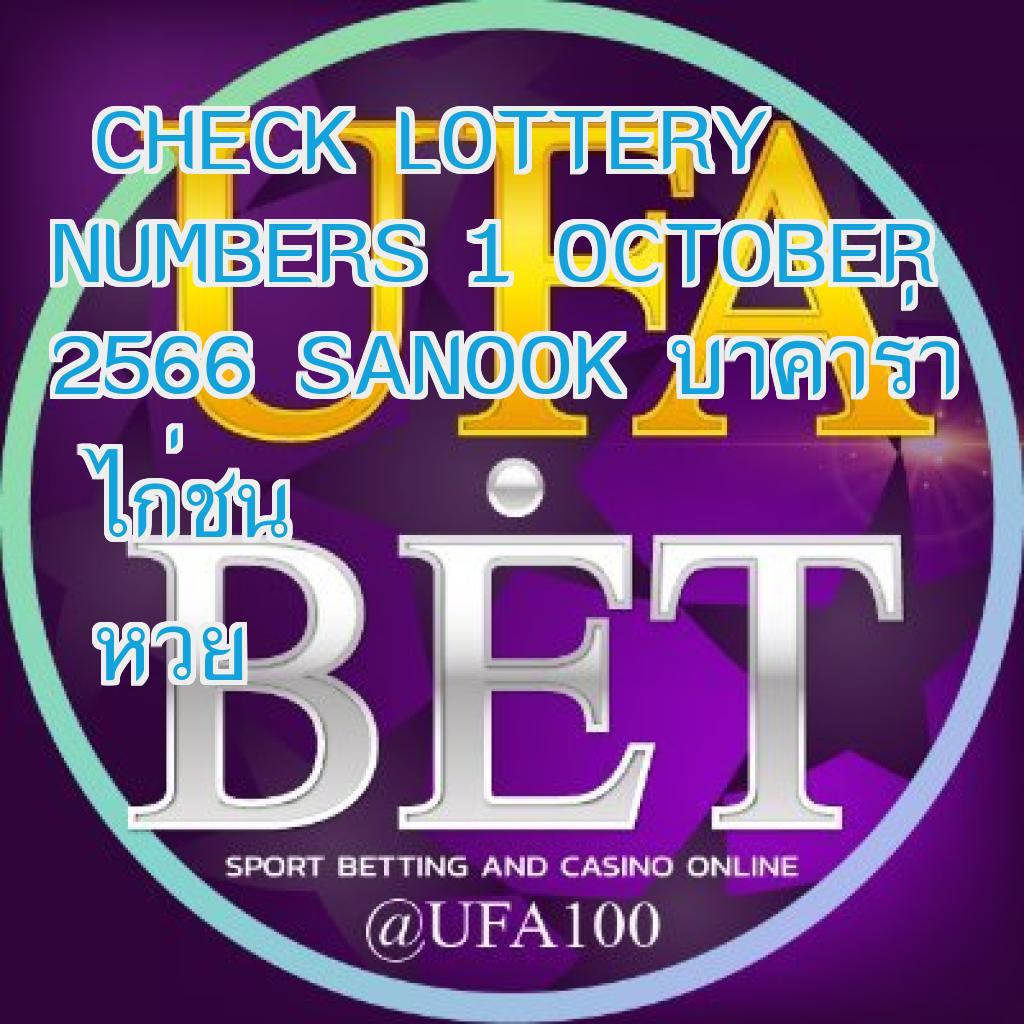 CHECK LOTTERY
NUMBERS 1 OCTOBER
2566 SANOOK บาคาร่า
ไก่ชน
หวย
UFA
BET
SPORT BETTING AND CASINO ONLINE
@UFA100